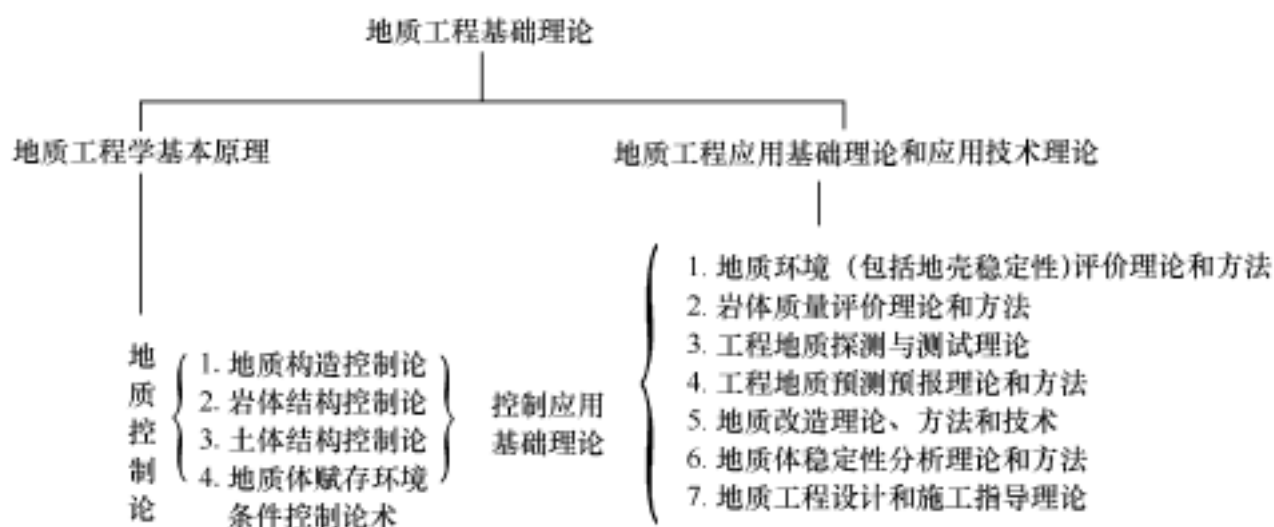 地质工程基础理论
地质工程学基本原理
地质工程应用基础理论和应用技术理论
地质控制论
1. 地质构造控制论
2. 岩体结构控制论
3. 土体结构控制论
4. 地质体赋存环境
条件控制论术
控制应用
基础理论
1. 地质环境（包括地壳稳定性)评价理论和方法
2. 岩体质量评价理论和方法
3. 工程地质探测与测试理论
4. 工程地质预测预报理论和方法
5. 地质改造理论、方法和技术
6. 地质体稳定性分析理论和方法
7. 地质工程设计和施工指导理论